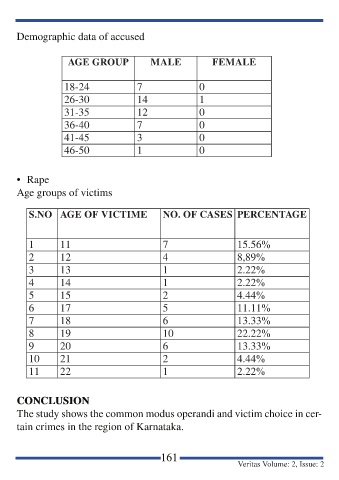 Demographic data of accused
AGE GROUP MALE FEMALE
18-24 7 0
26-30 14 1
31-35 12 0
36-40 7 0
41-45 3 0
46-50 1 0
• Rape
Age groups of victims
S.NO AGE OF VICTIME NO. OF CASES PERCENTAGE
1 11 7 15.56%
2 12 4 8,89%
3 13 1 2.22%
4 14 1 2.22%
5 15 2 4.44%
6 17 5 11.11%
7 18 6 13.33%
8 19 10 22.22%
9 20 6 13.33%
10 21 2 4.44%
11 22 1 2.22%
CONCLUSION
The study shows the common modus operandi and victim choice in cer-
tain crimes in the region of Karnataka.
161
Veritas Volume: 2, Issue: 2